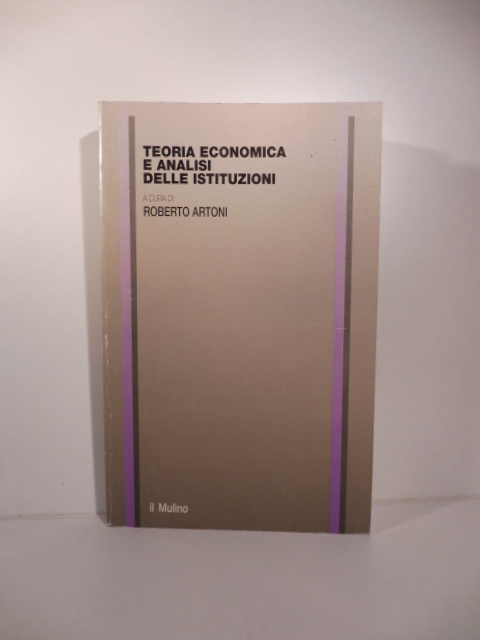 TEORIA ECONOMICA
E ANALISI
DELLE ISTITUZIONI
A CURA DI
ROBERTO ARTONI
il Mulino